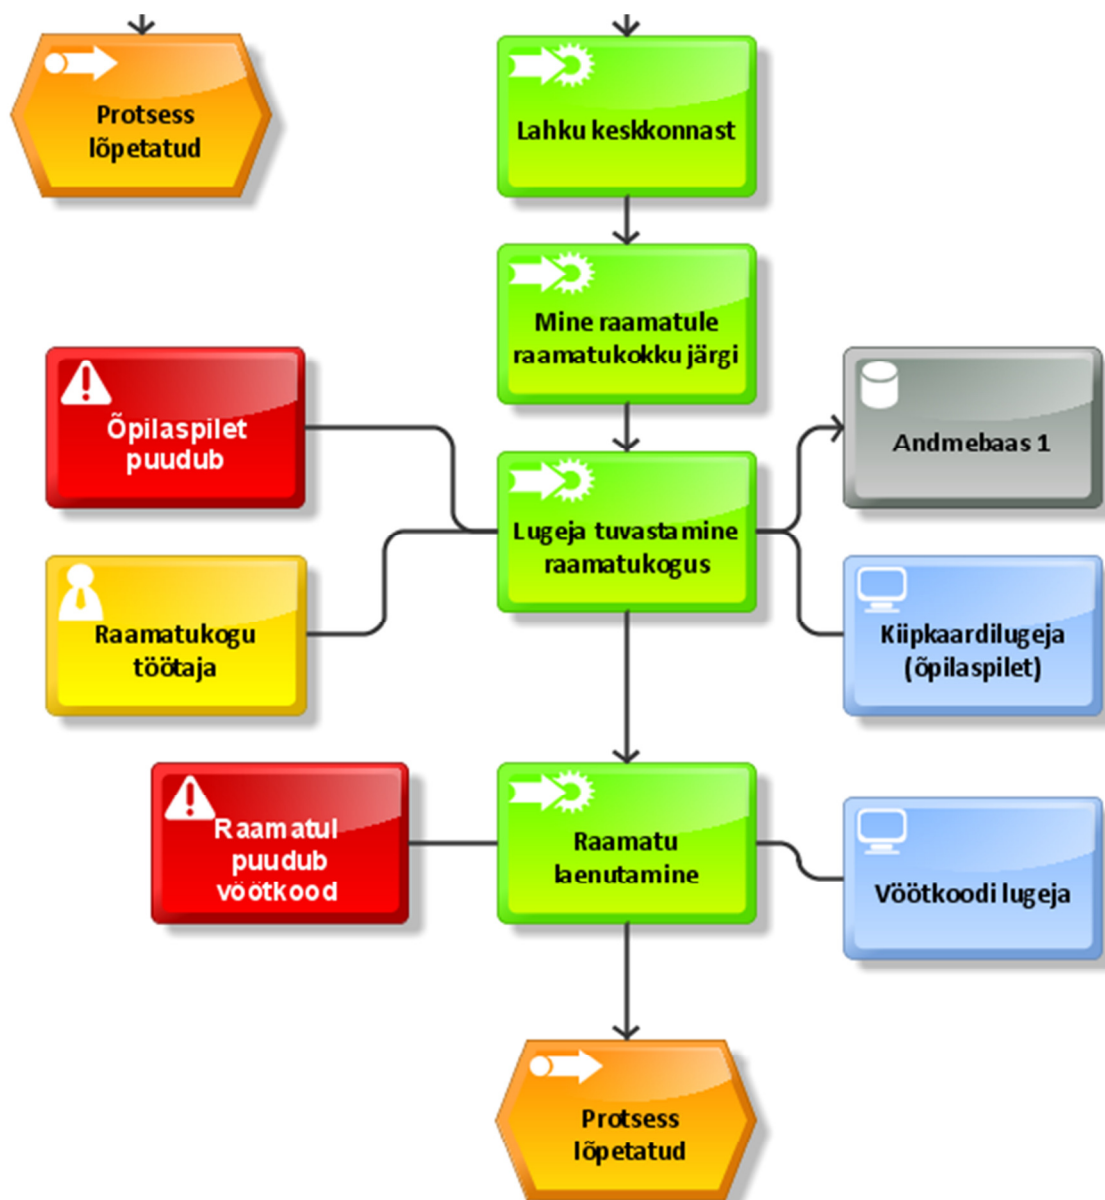 Protsess
lõpetatud
Lahku keskkonnast
Mine raamatule
raamatukokku järgi
Õpilaspilet
puudub
Andmebaas 1
Lugeja tuvastamine
raamatukogus
Raamatukogu
töötaja
Kiipkaardilugeja
(õpilaspilet)
Raamatul
puudub
vöötkood
Raamatu
laenutamine
Vöötkoodi lugeja
Protsess
lõpetatud